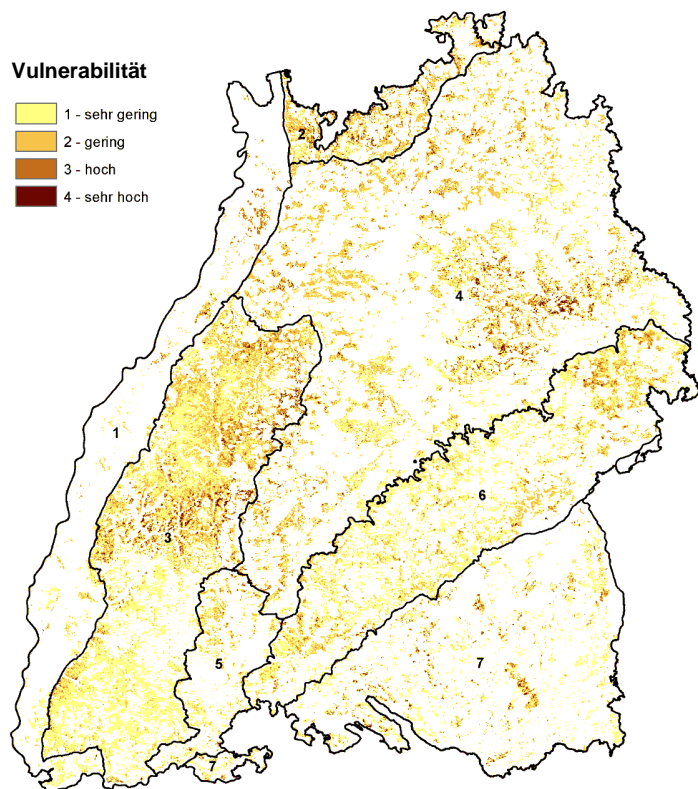 Vulnerabilität
1 - sehr gering
2 - gering
3 - hoch
4 - sehr hoch
2
4
1
6
3
5
7
7